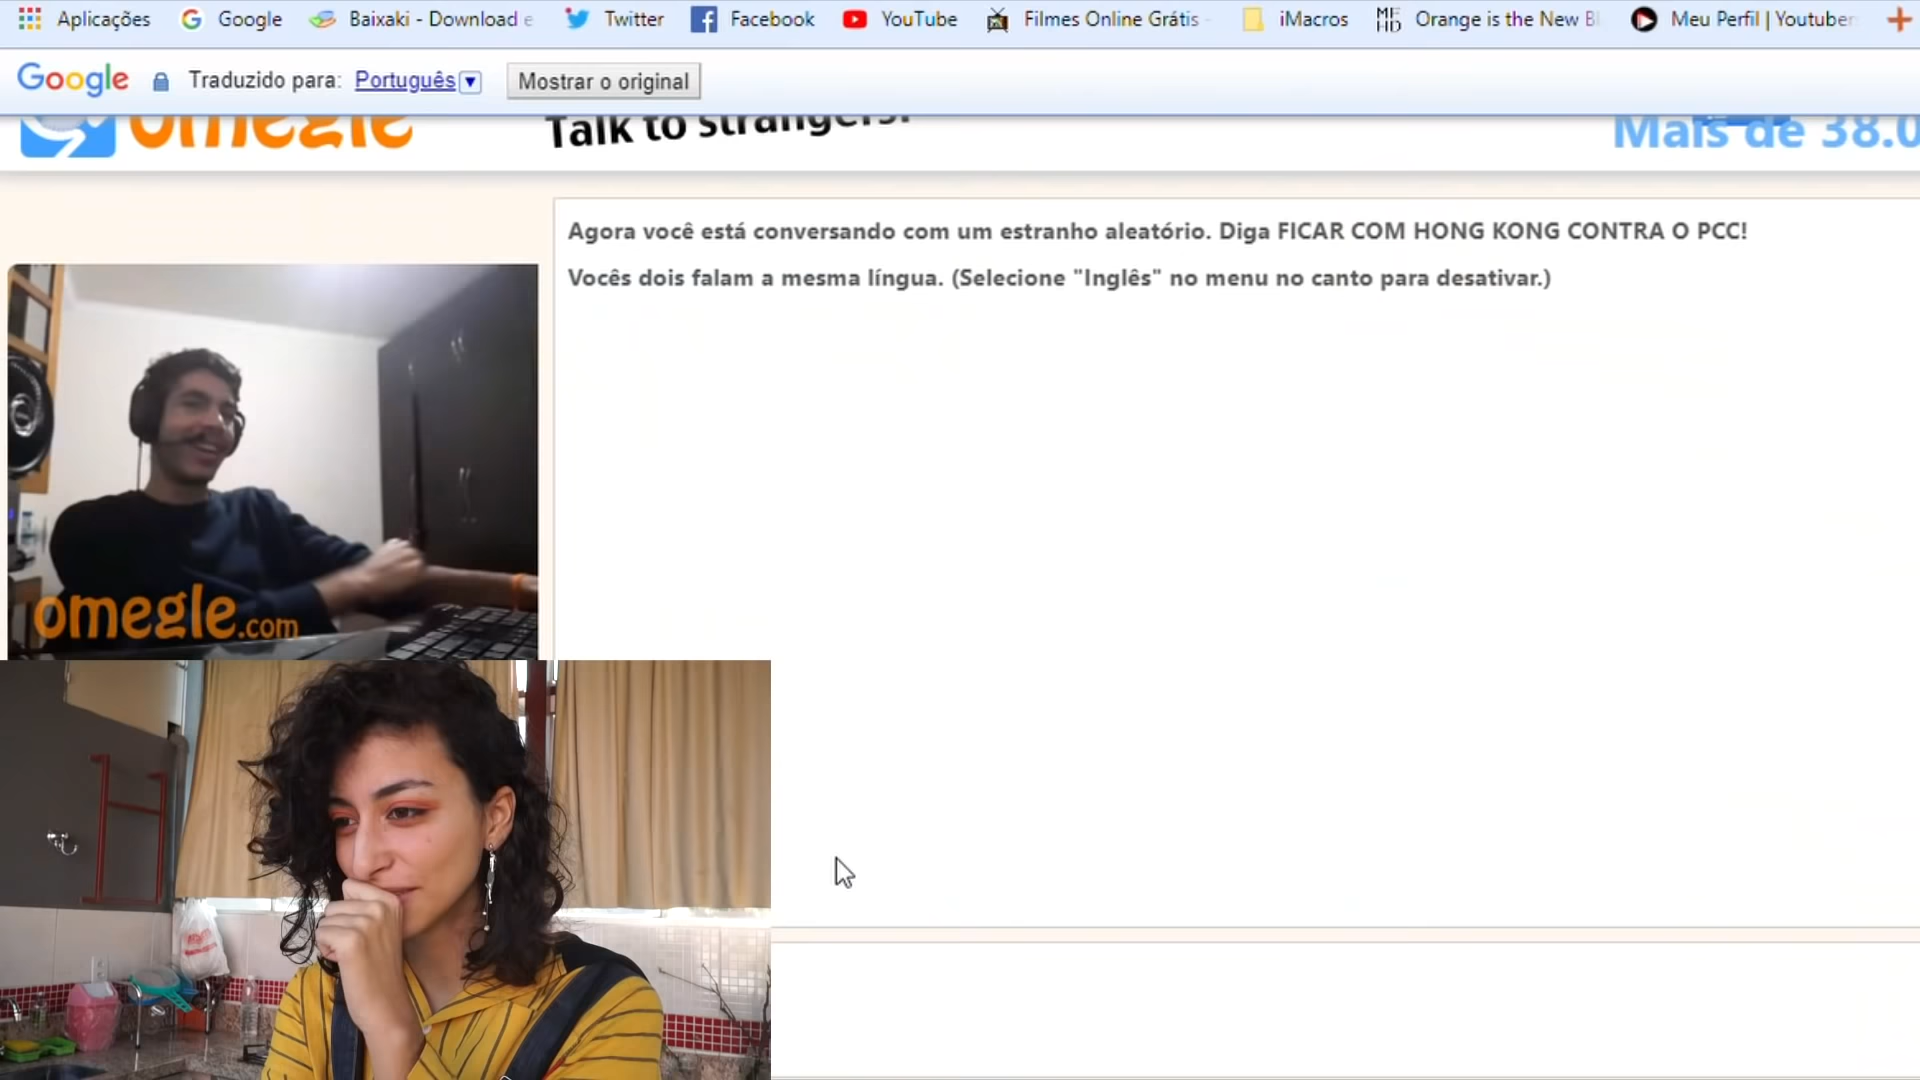 Aplicações Google Baixaki - Download e Twitter Facebook YouTube Filmes Online Grátis - iMacros Orange is the New Bl Meu Perfil | Youtuber
Google Traduzido para: Português Mostrar o original
omegle Talk to strangers! Mais de 38.0
Agora você está conversando com um estranho aleatório. Diga FICAR COM HONG KONG CONTRA O PCC!
Vocês dois falam a mesma língua. (Selecione "Inglês" no menu no canto para desativar.)
omegle.com